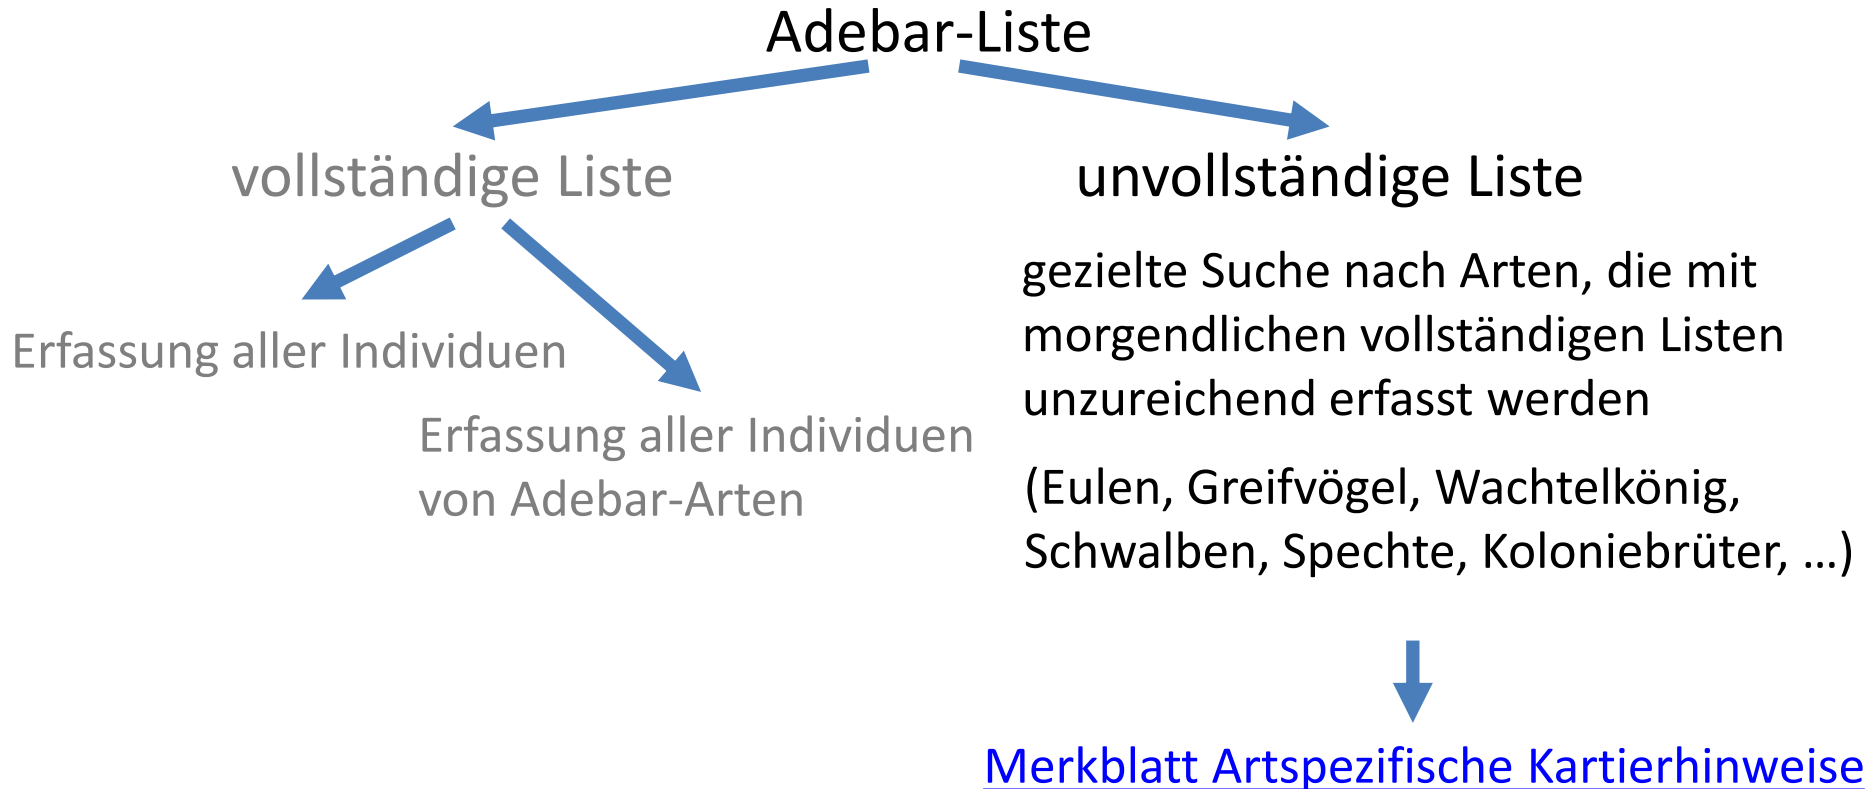 Adebar-Liste
vollständige Liste
Erfassung aller Individuen
Erfassung aller Individuen
von Adebar-Arten
unvollständige Liste
gezielte Suche nach Arten, die mit
morgendlichen vollständigen Listen
unzureichend erfasst werden
(Eulen, Greifvögel, Wachtelkönig,
Schwalben, Spechte, Koloniebrüter, ...)
Merkblatt Artspezifische Kartierhinweise